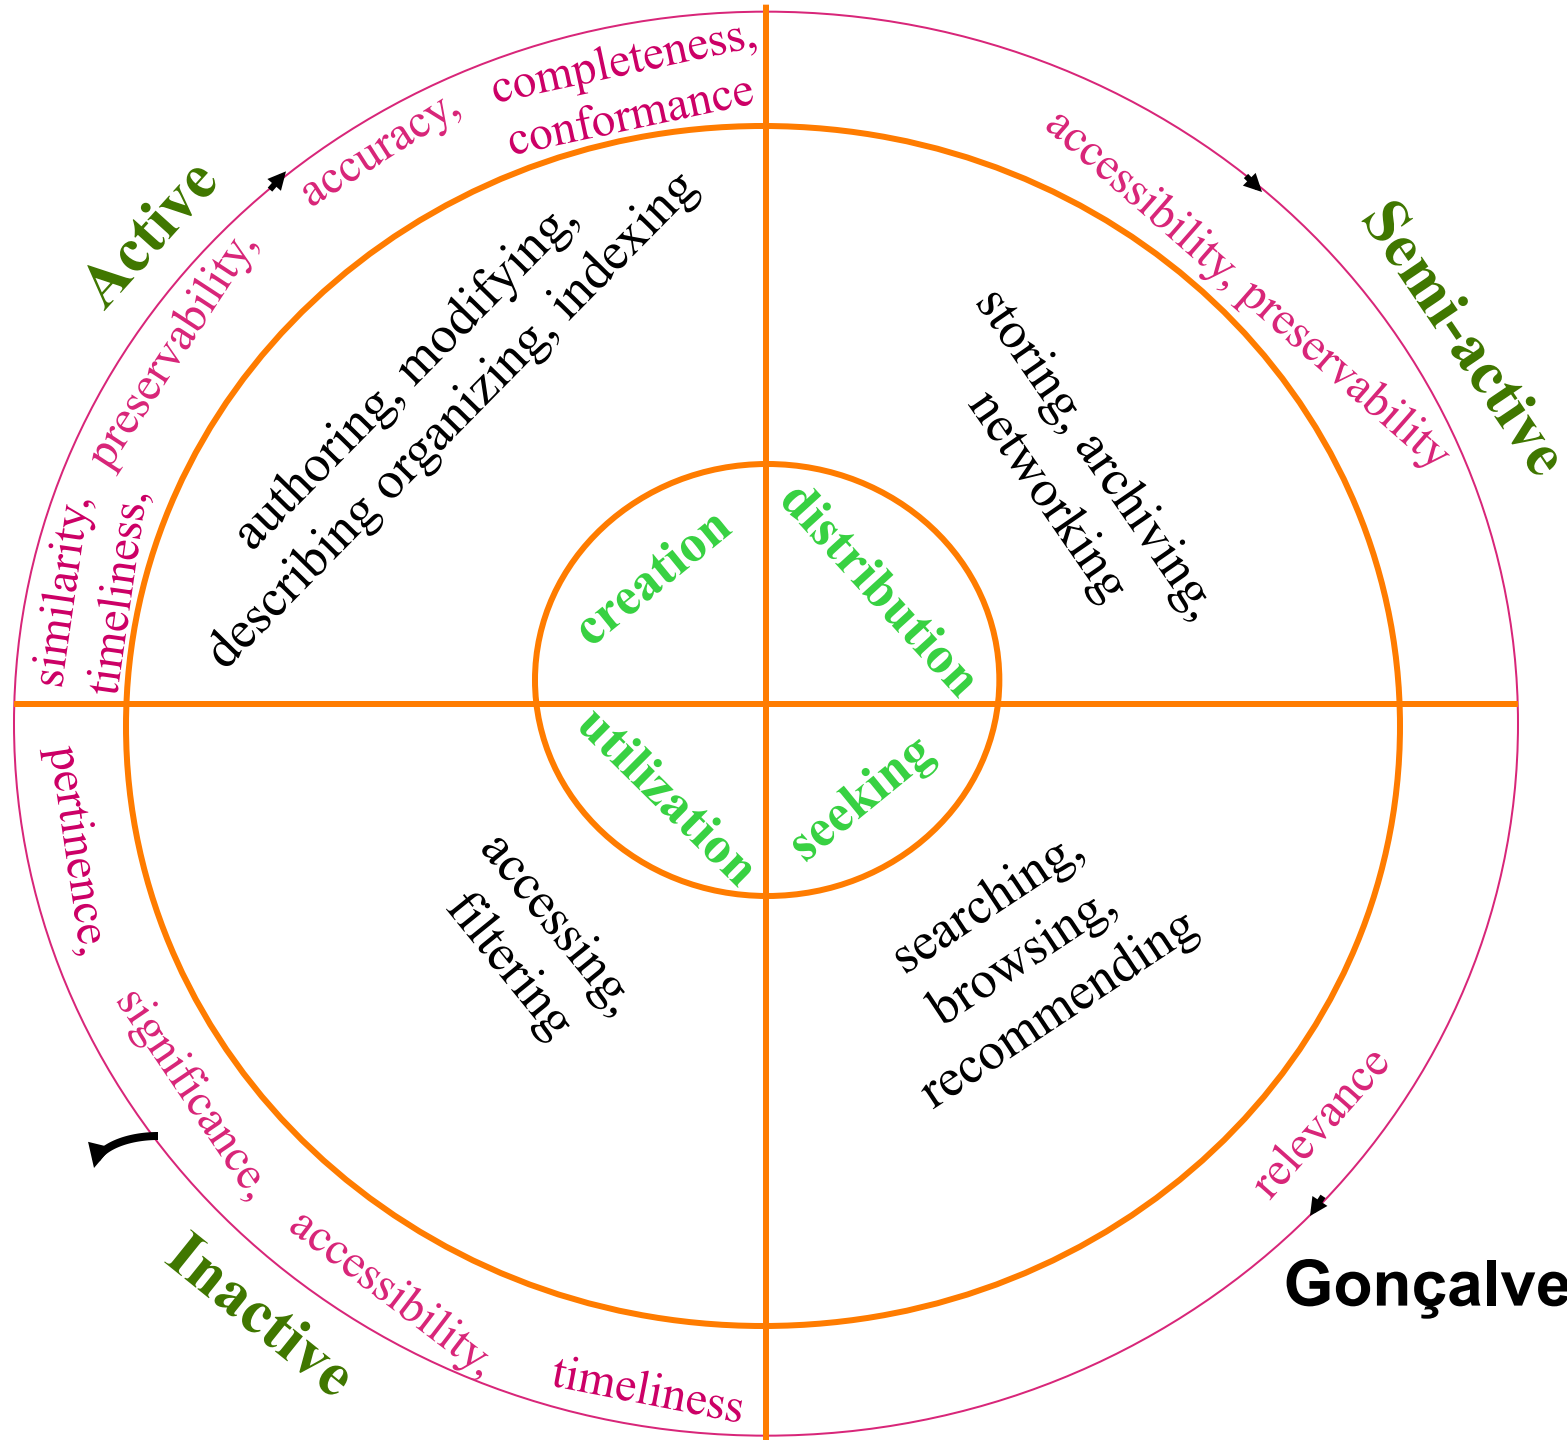 Active
similarity, preservability, accuracy, completeness,
timeliness, conformance
authoring, modifying,
describing organizing, indexing
creation
Semi-active
accessibility, preservability
storing, archiving,
networking
distribution
seeking
searching,
browsing,
recommending
relevance
utilization
accessing,
filtering
pertinence, significance, accessibility, timeliness
Inactive
Gonçalve